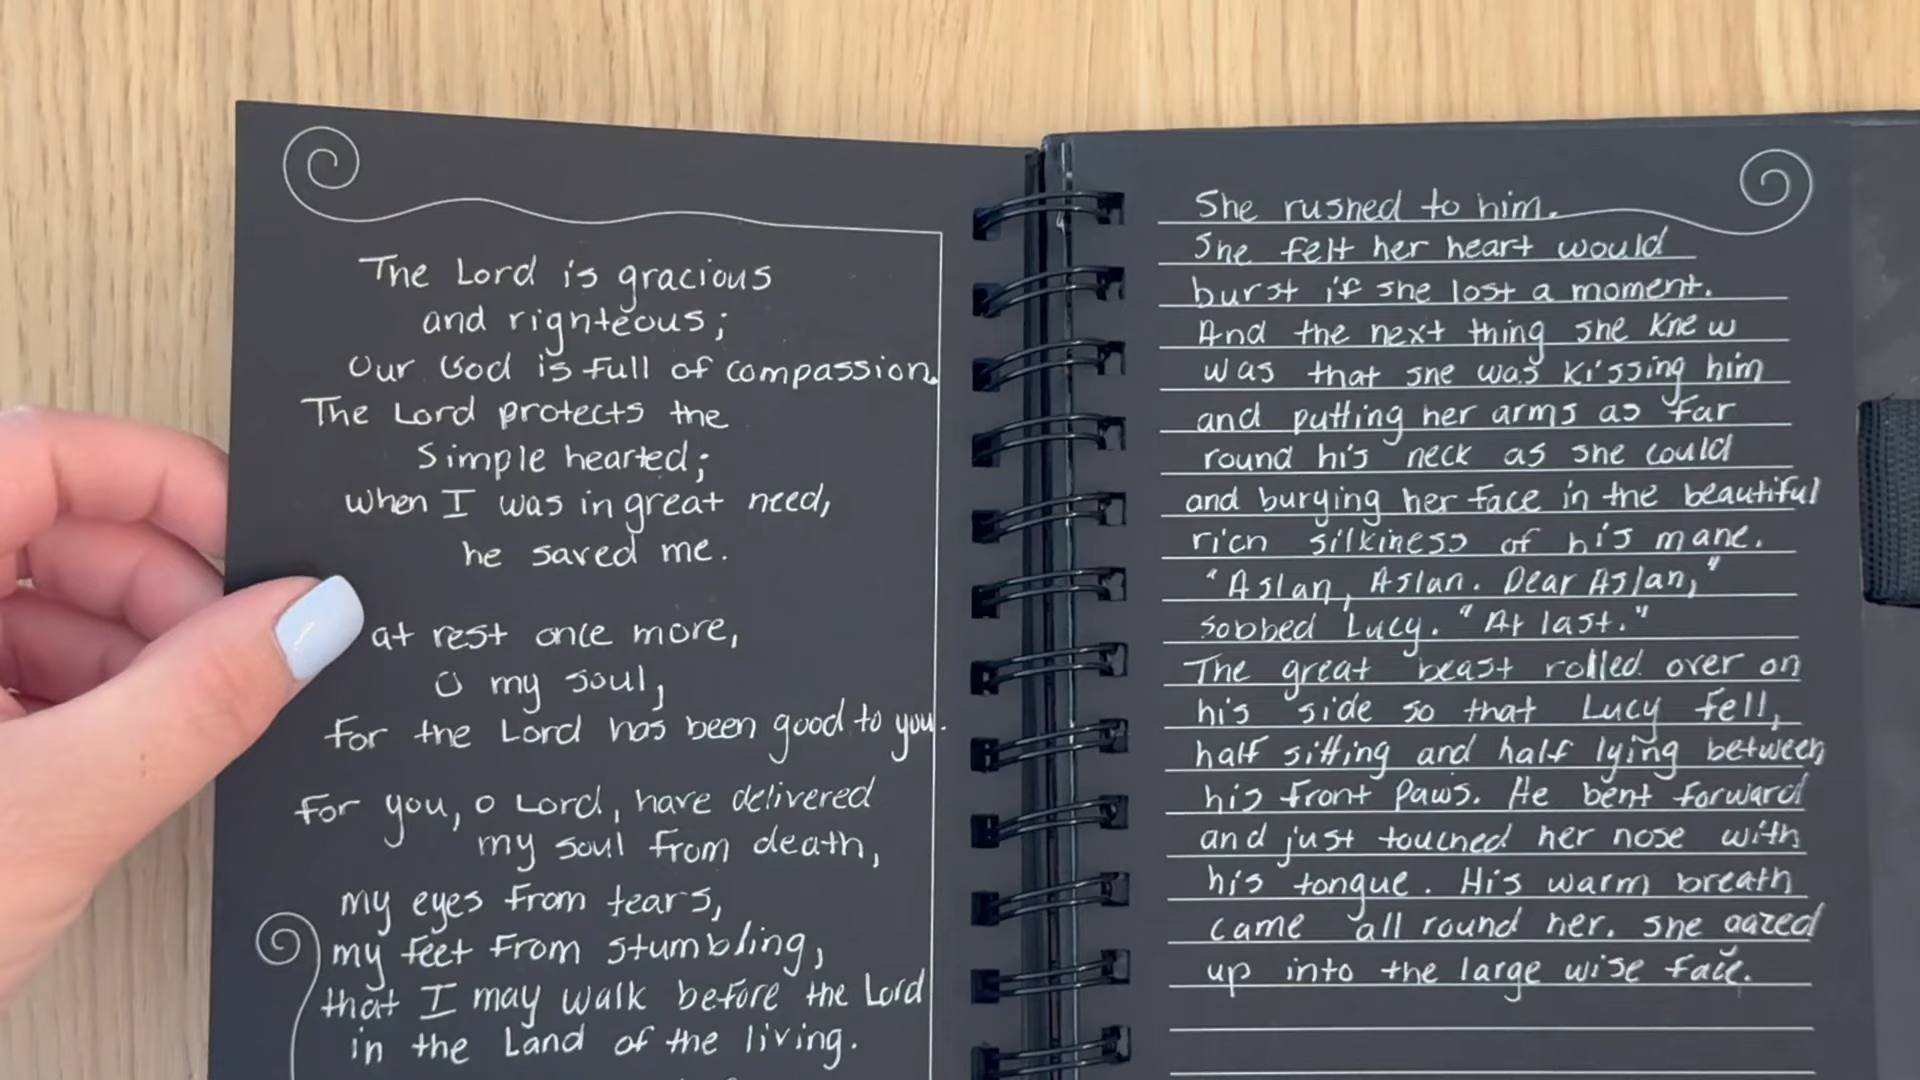 The Lord is gracious
and righteous;
Our God is full of compassion.
The Lord protects the
simple hearted;
when I was in great need,
he saved me.
at rest once more,
O my soul,
for the Lord has been good to you.
For you, O Lord, have delivered
my soul from death,
my eyes from tears,
my feet from stumbling,
that I may walk before the Lord
in the Land of the living.
She rushed to him.
She felt her heart would
burst if she lost a moment.
And the next thing she knew
was that she was kissing him
and putting her arms as far
round his neck as she could
and burying her face in the beautiful
rich silkiness of his mane.
"Aslan, Aslan. Dear Aslan,"
sobbed Lucy. "At last."
The great beast rolled over on
his side so that Lucy fell,
half sitting and half lying between
his front paws. He bent forward
and just touched her nose with
his tongue. His warm breath
came all round her. She gazed
up into the large wise face.